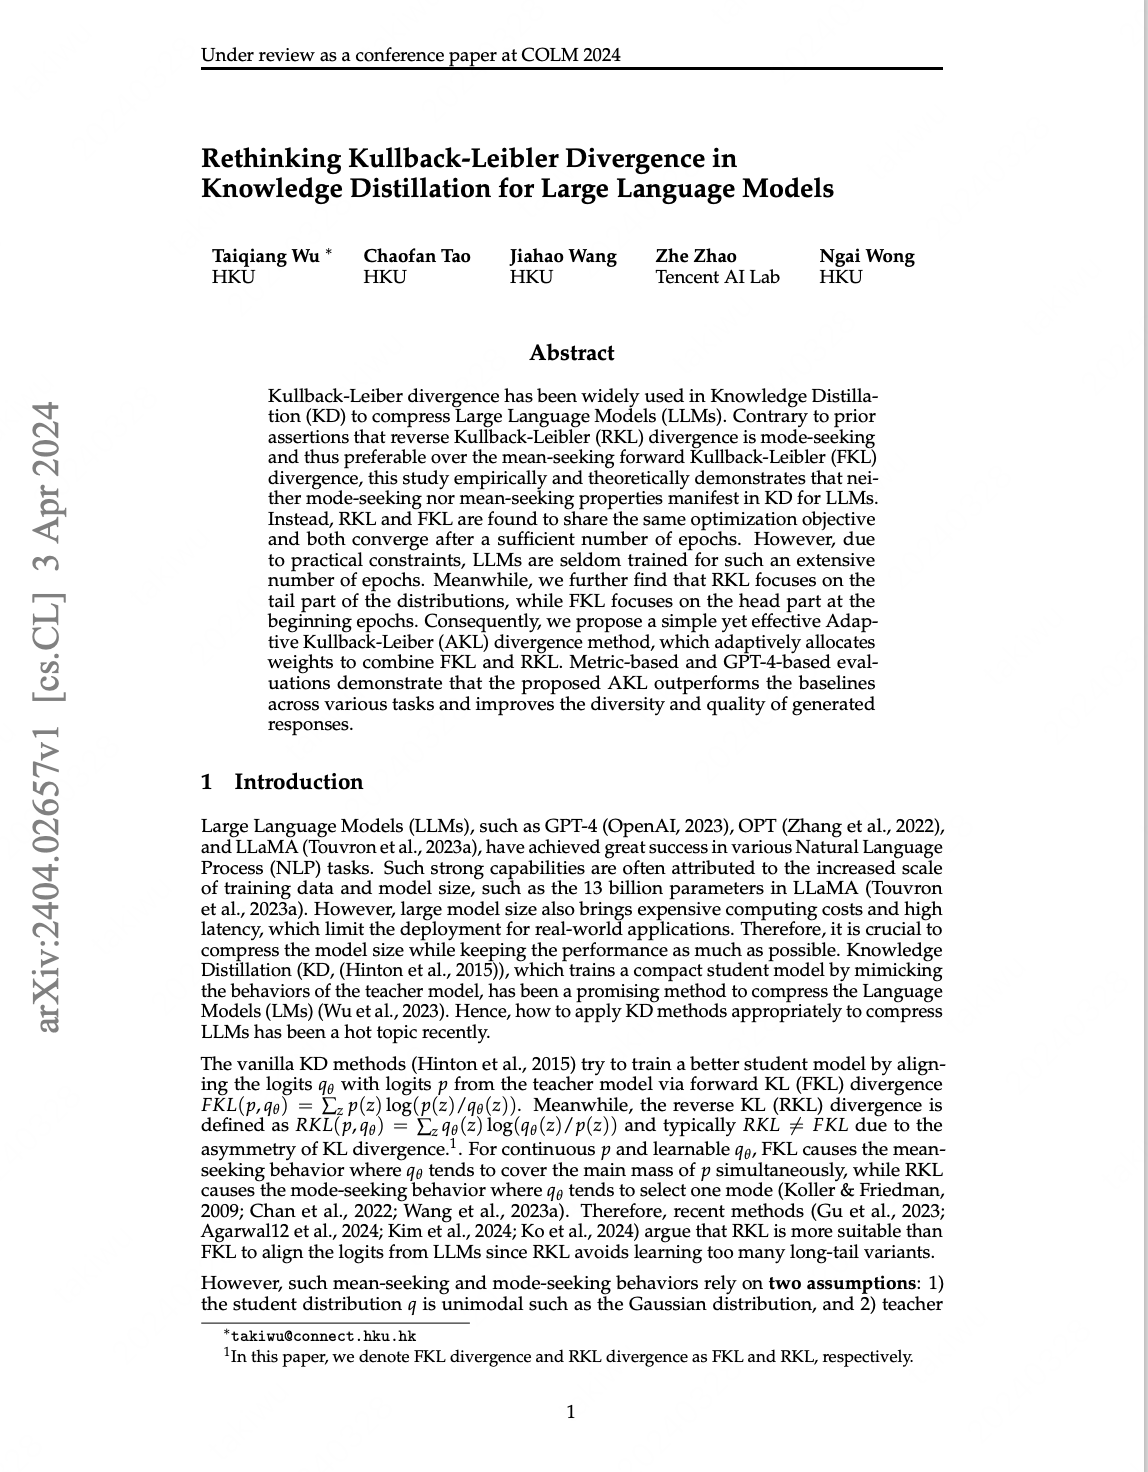 Under review as a conference paper at COLM 2024
Rethinking Kullback-Leibler Divergence in
Knowledge Distillation for Large Language Models
Taiqiang Wu * Chaofan Tao Jiahao Wang Zhe Zhao Ngai Wong
HKU HKU HKU Tencent AI Lab HKU
Abstract
Kullback-Leiber divergence has been widely used in Knowledge Distilla-
tion (KD) to compress Large Language Models (LLMs). Contrary to prior
assertions that reverse Kullback-Leibler (RKL) divergence is mode-seeking
and thus preferable over the mean-seeking forward Kullback-Leibler (FKL)
divergence, this study empirically and theoretically demonstrates that nei-
ther mode-seeking nor mean-seeking properties manifest in KD for LLMs.
Instead, RKL and FKL are found to share the same optimization objective
and both converge after a sufficient number of epochs. However, due
to practical constraints, LLMs are seldom trained for such an extensive
number of epochs. Meanwhile, we further find that RKL focuses on the
tail part of the distributions, while FKL focuses on the head part at the
beginning epochs. Consequently, we propose a simple yet effective Adap-
tive Kullback-Leiber (AKL) divergence method, which adaptively allocates
weights to combine FKL and RKL. Metric-based and GPT-4-based eval-
uations demonstrate that the proposed AKL outperforms the baselines
across various tasks and improves the diversity and quality of generated
responses.
1 Introduction
Large Language Models (LLMs), such as GPT-4 (OpenAI, 2023), OPT (Zhang et al., 2022),
and LLaMA (Touvron et al., 2023a), have achieved great success in various Natural Language
Process (NLP) tasks. Such strong capabilities are often attributed to the increased scale
of training data and model size, such as the 13 billion parameters in LLaMA (Touvron
et al., 2023a). However, large model size also brings expensive computing costs and high
latency, which limit the deployment for real-world applications. Therefore, it is crucial to
compress the model size while keeping the performance as much as possible. Knowledge
Distillation (KD, (Hinton et al., 2015)), which trains a compact student model by mimicking
the behaviors of the teacher model, has been a promising method to compress the Language
Models (LMs) (Wu et al., 2023). Hence, how to apply KD methods appropriately to compress
LLMs has been a hot topic recently.
The vanilla KD methods (Hinton et al., 2015) try to train a better student model by align-
ing the logits qθ with logits p from the teacher model via forward KL (FKL) divergence
FKL(p, qθ) = ∑z p(z) log(p(z)/qθ(z)). Meanwhile, the reverse KL (RKL) divergence is
defined as RKL(p, qθ) = ∑z qθ(z) log(qθ(z)/p(z)) and typically RKL ≠ FKL due to the
asymmetry of KL divergence.¹. For continuous p and learnable qθ, FKL causes the mean-
seeking behavior where qθ tends to cover the main mass of p simultaneously, while RKL
causes the mode-seeking behavior where qθ tends to select one mode (Koller & Friedman,
2009; Chan et al., 2022; Wang et al., 2023a). Therefore, recent methods (Gu et al., 2023;
Agarwal12 et al., 2024; Kim et al., 2024; Ko et al., 2024) argue that RKL is more suitable than
FKL to align the logits from LLMs since RKL avoids learning too many long-tail variants.
However, such mean-seeking and mode-seeking behaviors rely on two assumptions: 1)
the student distribution q is unimodal such as the Gaussian distribution, and 2) teacher
*takiwu@connect.hku.hk
¹In this paper, we denote FKL divergence and RKL divergence as FKL and RKL, respectively.
1
arXiv:2404.02657v1 [cs.CL] 3 Apr 2024